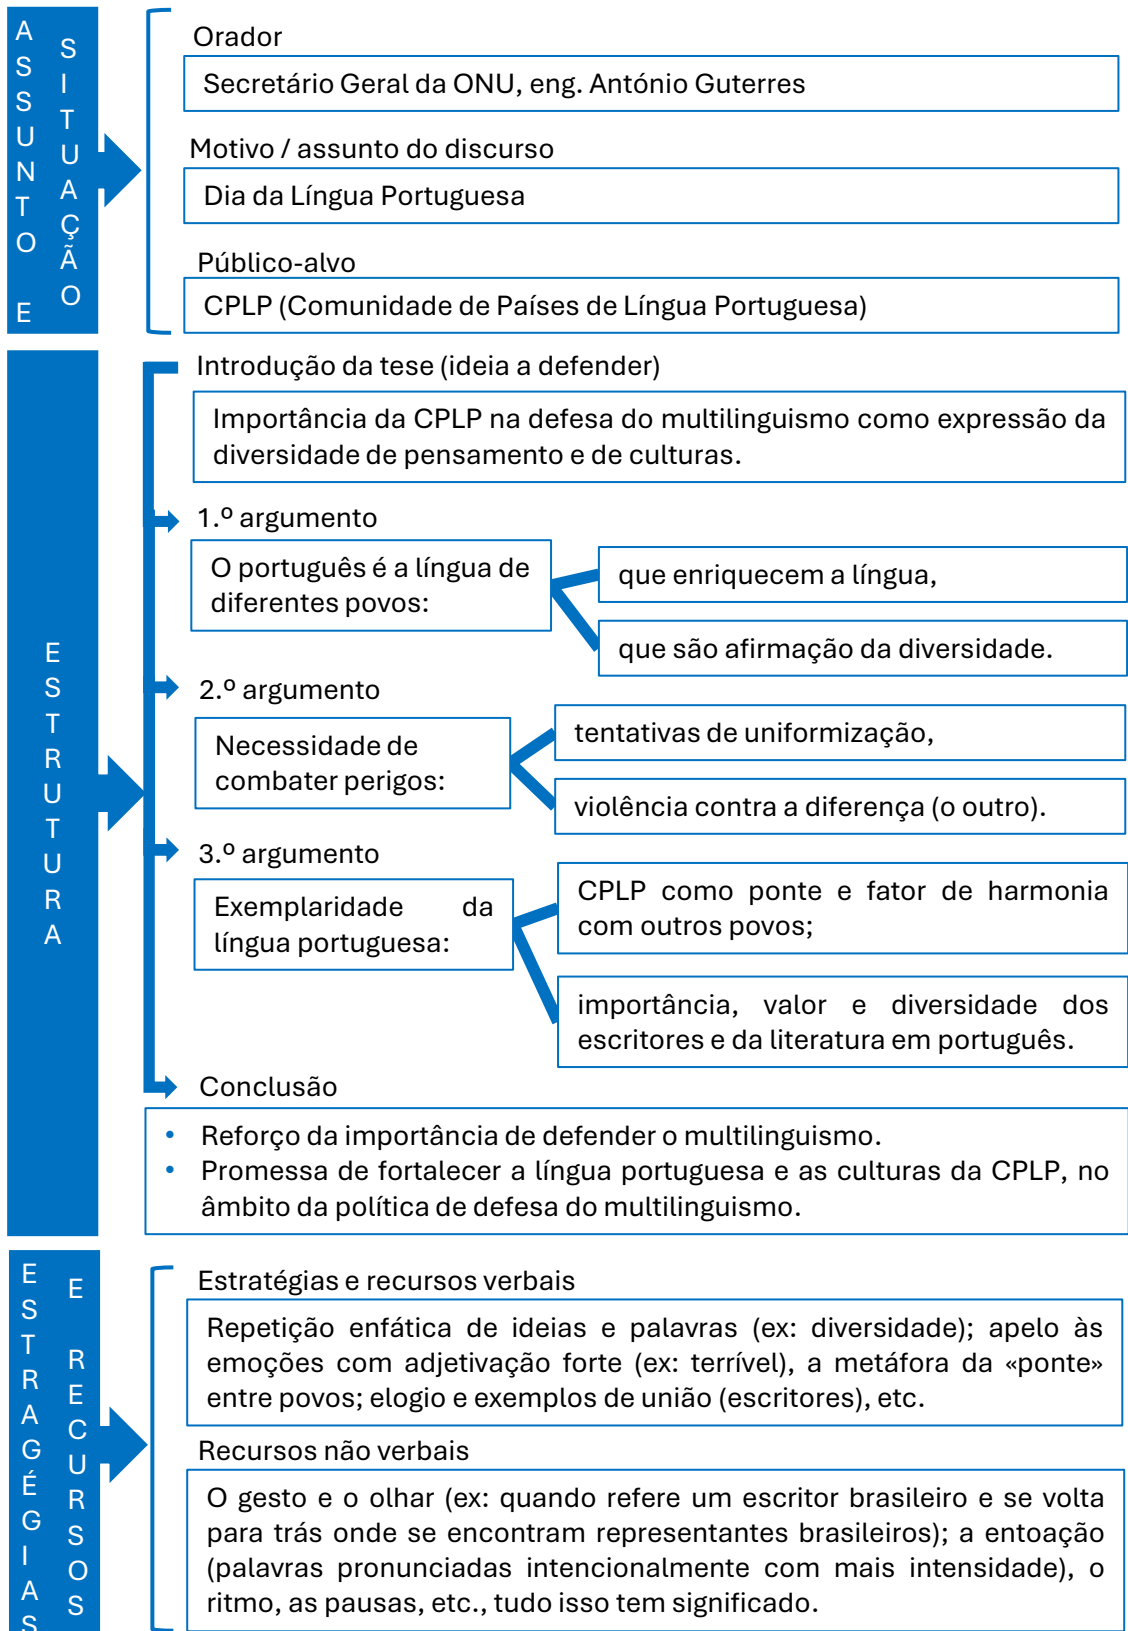 ASSUNTO E
SITUAÇÃO
Orador
Secretário Geral da ONU, eng. António Guterres
Motivo / assunto do discurso
Dia da Língua Portuguesa
Público-alvo
CPLP (Comunidade de Países de Língua Portuguesa)
ESTRUTURA
Introdução da tese (ideia a defender)
Importância da CPLP na defesa do multilinguismo como expressão da
diversidade de pensamento e de culturas.
1.º argumento
O português é a língua de
diferentes povos:
que enriquecem a língua,
que são afirmação da diversidade.
2.º argumento
Necessidade de
combater perigos:
tentativas de uniformização,
violência contra a diferença (o outro).
3.º argumento
Exemplaridade da
língua portuguesa:
CPLP como ponte e fator de harmonia
com outros povos;
importância, valor e diversidade dos
escritores e da literatura em português.
Conclusão
• Reforço da importância de defender o multilinguismo.
• Promessa de fortalecer a língua portuguesa e as culturas da CPLP, no
âmbito da política de defesa do multilinguismo.
ESTRAGÉGIAS
E RECURSOS
Estratégias e recursos verbais
Repetição enfática de ideias e palavras (ex: diversidade); apelo às
emoções com adjetivação forte (ex: terrível), a metáfora da «ponte»
entre povos; elogio e exemplos de união (escritores), etc.
Recursos não verbais
O gesto e o olhar (ex: quando refere um escritor brasileiro e se volta
para trás onde se encontram representantes brasileiros); a entoação
(palavras pronunciadas intencionalmente com mais intensidade), o
ritmo, as pausas, etc., tudo isso tem significado.